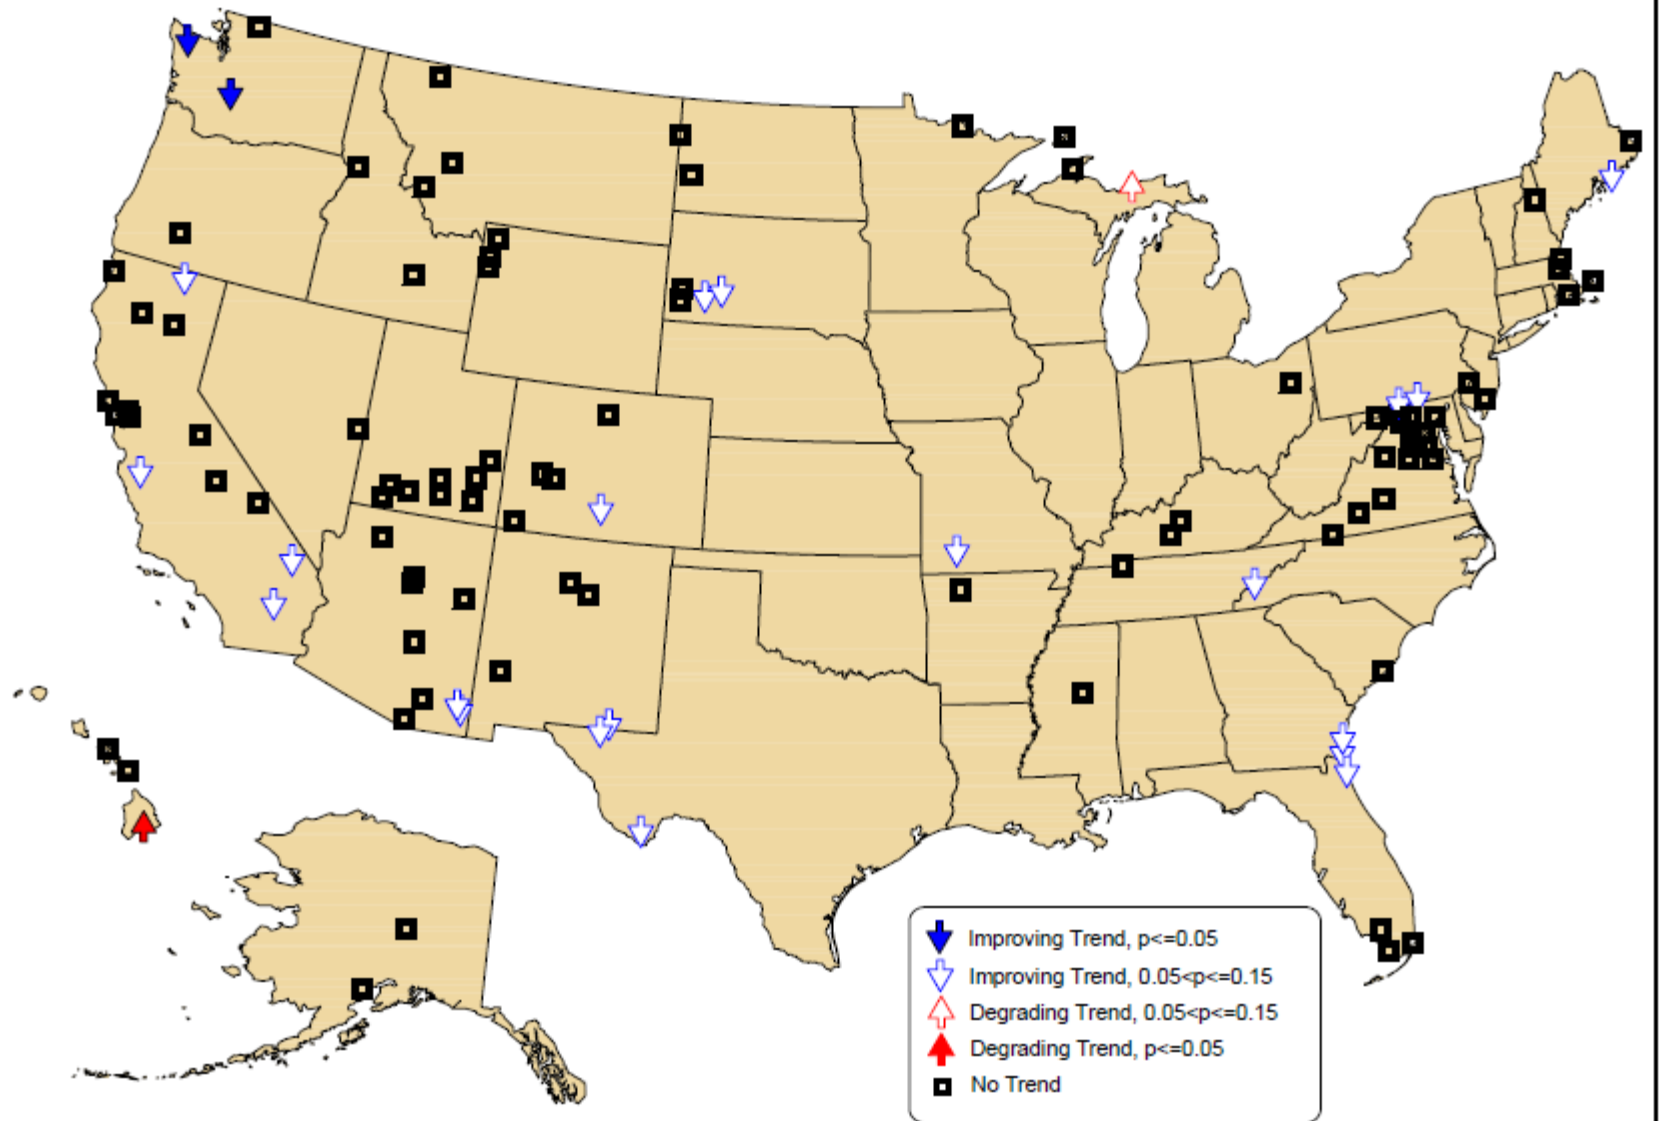 Improving Trend, p<=0.05
Improving Trend, 0.05<p<=0.15
Degrading Trend, 0.05<p<=0.15
Degrading Trend, p<=0.05
No Trend